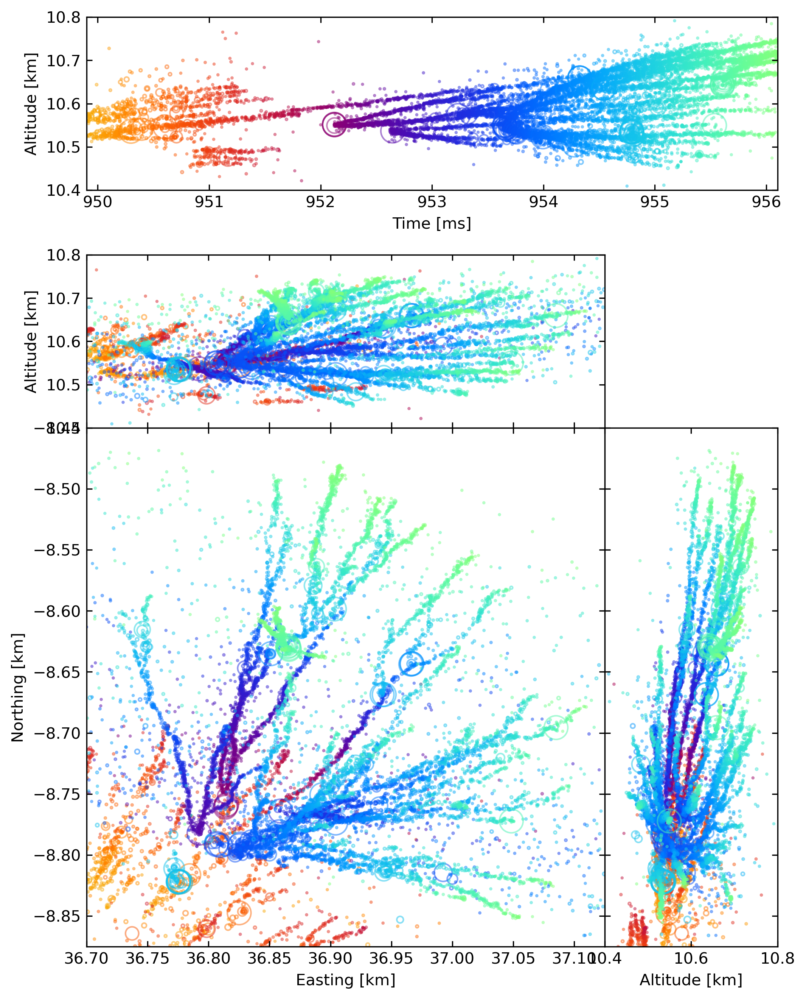 10.8
10.7
10.6
10.5
10.4
Altitude [km]
950 951 952 953 954 955 956
Time [ms]
10.8
10.7
10.6
10.5
10.4
Altitude [km]
−8.45
−8.50
−8.55
−8.60
−8.65
−8.70
−8.75
−8.80
−8.85
Northing [km]
36.70 36.75 36.80 36.85 36.90 36.95 37.00 37.05 37.10
Easting [km]
10.4 10.6 10.8
Altitude [km]